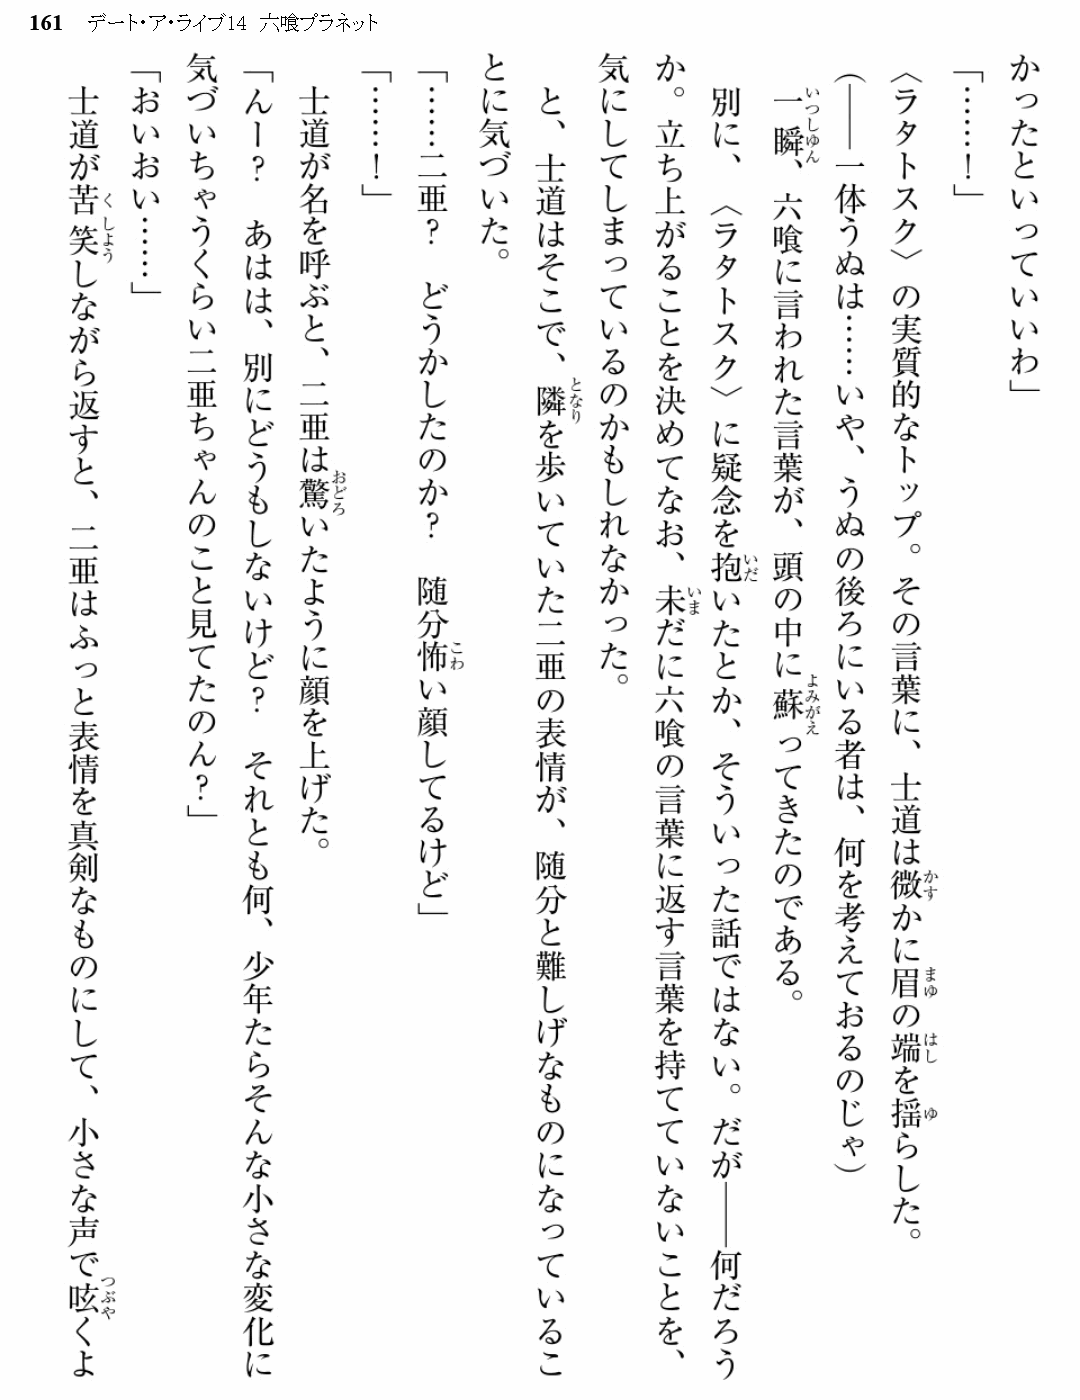 161 デート・ア・ライブ14 六喰プラネット
かったといっていいわ」
「……！」
〈ラタトスク〉の実質的なトップ。その言葉に、士道は微かに眉の端を揺らした。
（――一体うぬは……いや、うぬの後ろにいる者は、何を考えておるのじゃ）
一瞬、六喰に言われた言葉が、頭の中に蘇ってきたのである。
別に、〈ラタトスク〉に疑念を抱いたとか、そういった話ではない。だが――何だろう
か。立ち上がることを決めてなお、未だに六喰の言葉に返す言葉を持てていないことを、
気にしてしまっているのかもしれなかった。
と、士道はそこで、隣を歩いていた二亜の表情が、随分と難しげなものになっているこ
とに気づいた。
「……二亜？　どうかしたのか？　随分怖い顔してるけど」
「……！」
士道が名を呼ぶと、二亜は驚いたように顔を上げた。
「んー？　あはは、別にどうもしないけど？　それとも何、少年たらそんな小さな変化に
気づいちゃうくらい二亜ちゃんのこと見てたのん？」
「おいおい……」
士道が苦笑しながら返すと、二亜はふっと表情を真剣なものにして、小さな声で呟くよ